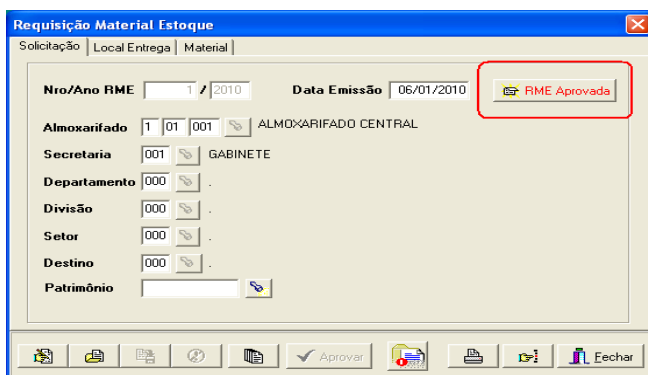 Requisição Material Estoque
Solicitação Local Entrega Material
Nro/Ano RME 1 / 2010 Data Emissão 06/01/2010 RME Aprovada
Almoxarifado 1 01 001 ALMOXARIFADO CENTRAL
Secretaria 001 GABINETE
Departamento 000 .
Divisão 000 .
Setor 000 .
Destino 000 .
Patrimônio
Aprovar Fechar